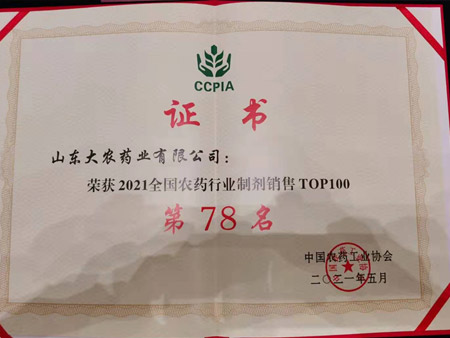 CCPIA
证书
山东大农药业有限公司：
荣获2021全国农药行业制剂销售TOP100
第78名
中国农药工业协会
二〇二一年五月